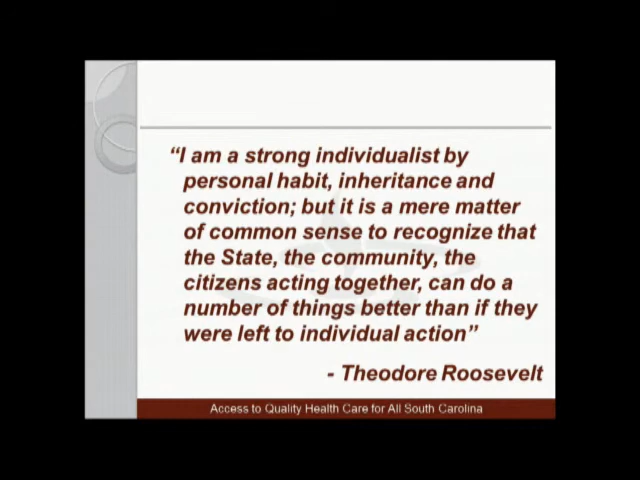 “I am a strong individualist by
personal habit, inheritance and
conviction; but it is a mere matter
of common sense to recognize that
the State, the community, the
citizens acting together, can do a
number of things better than if they
were left to individual action”
- Theodore Roosevelt
Access to Quality Health Care for All South Carolina